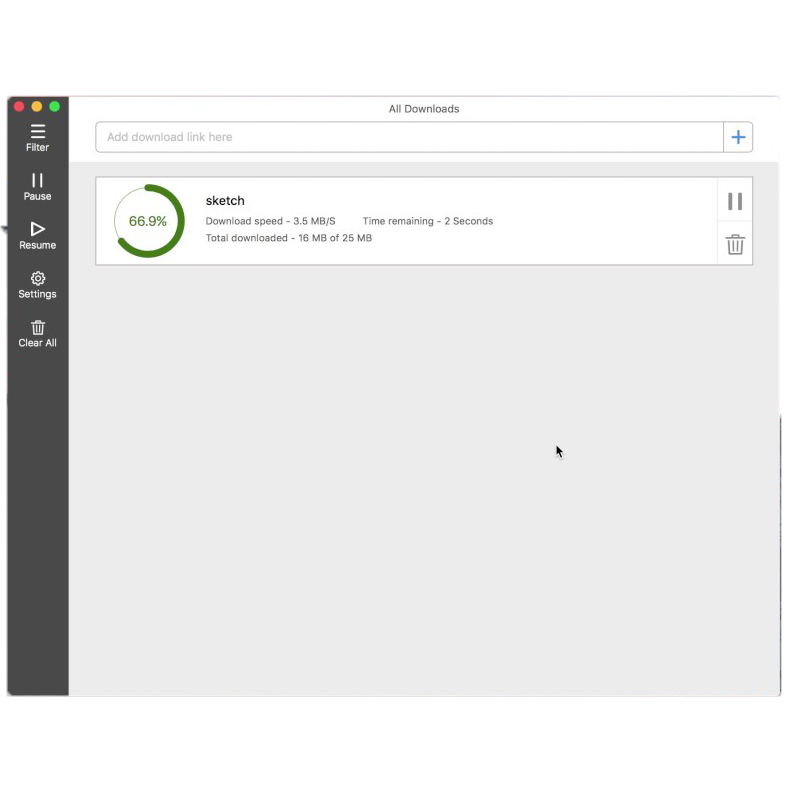 All Downloads
Add download link here
Filter
Pause
Resume
Settings
Clear All
66.9%
sketch
Download speed - 3.5 MB/S Time remaining - 2 Seconds
Total downloaded - 16 MB of 25 MB